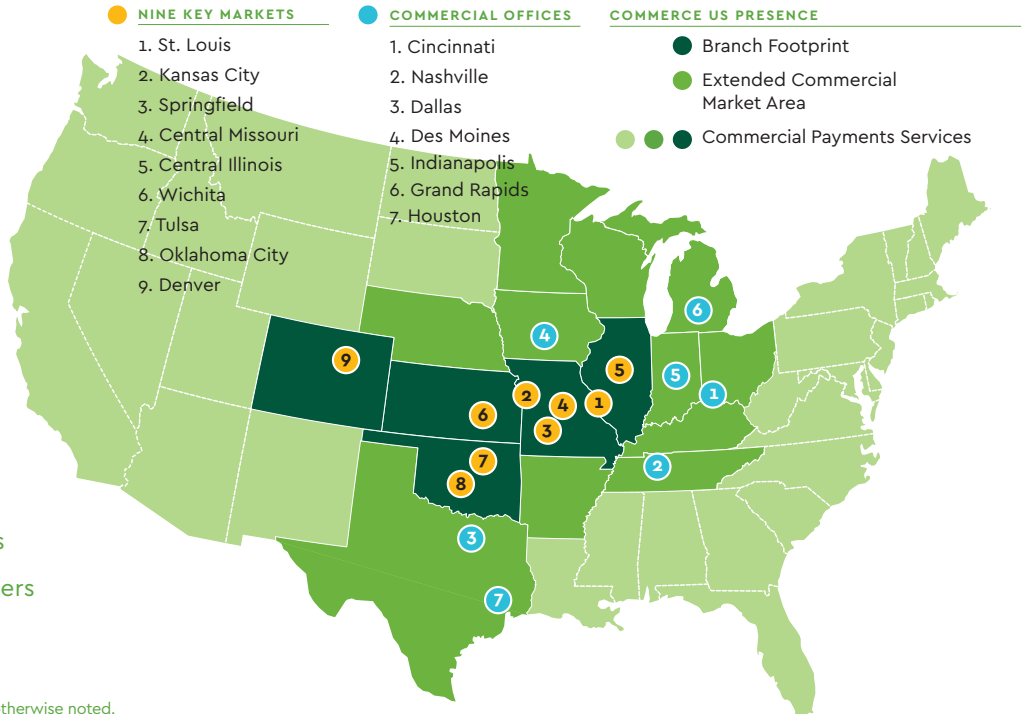 NINE KEY MARKETS
1. St. Louis
2. Kansas City
3. Springfield
4. Central Missouri
5. Central Illinois
6. Wichita
7. Tulsa
8. Oklahoma City
9. Denver
COMMERCIAL OFFICES
1. Cincinnati
2. Nashville
3. Dallas
4. Des Moines
5. Indianapolis
6. Grand Rapids
7. Houston
COMMERCE US PRESENCE
Branch Footprint
Extended Commercial
Market Area
Commercial Payments Services
6
4
9
5
5
2
4
1
1
6
3
7
2
8
3
7
s
ers
otherwise noted.